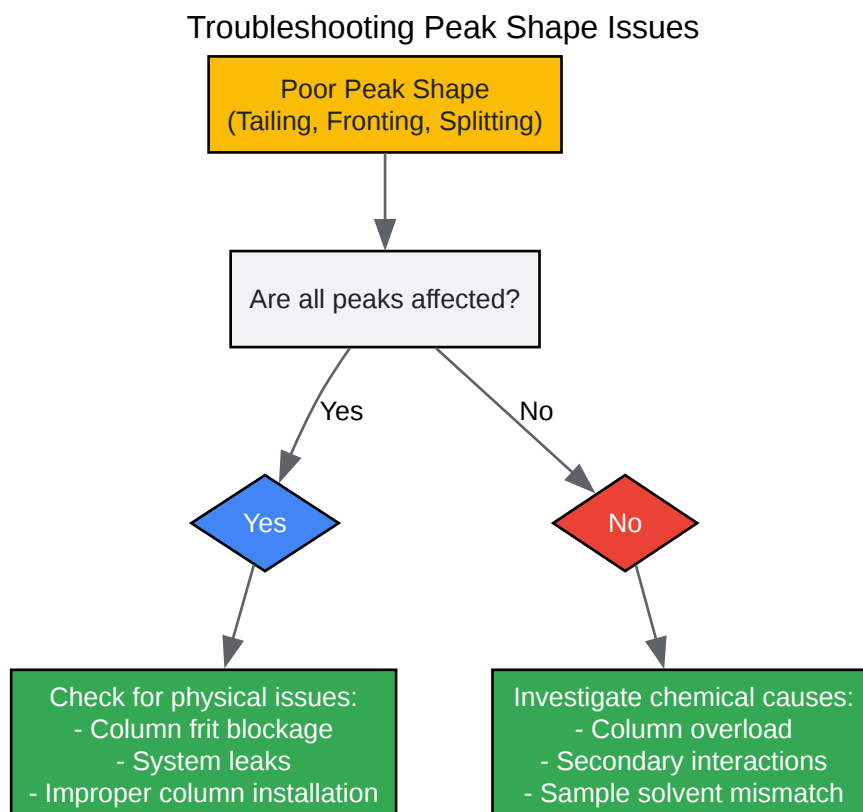 Troubleshooting Peak Shape Issues
Poor Peak Shape
(Tailing, Fronting, Splitting)
Are all peaks affected?
Yes
No
Yes
No
Check for physical issues:
- Column frit blockage
- System leaks
- Improper column installation
Investigate chemical causes:
- Column overload
- Secondary interactions
- Sample solvent mismatch